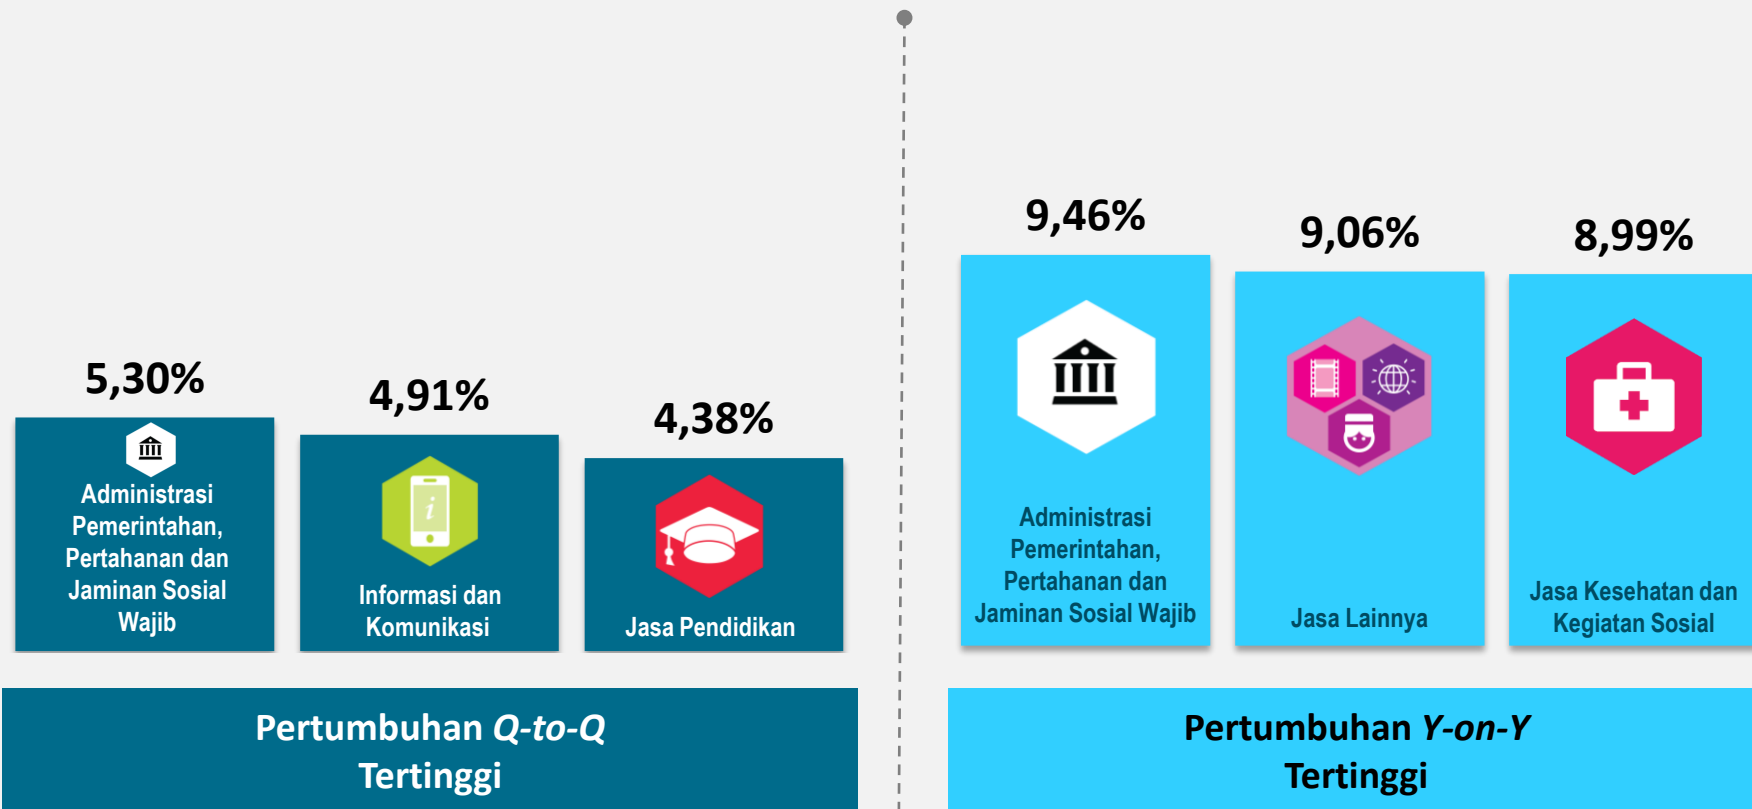 5,30%
Administrasi
Pemerintahan,
Pertahanan dan
Jaminan Sosial
Wajib
4,91%
i
Informasi dan
Komunikasi
4,38%
Jasa Pendidikan
Pertumbuhan Q-to-Q
Tertinggi
9,46%
Administrasi
Pemerintahan,
Pertahanan dan
Jaminan Sosial Wajib
9,06%
Jasa Lainnya
8,99%
Jasa Kesehatan dan
Kegiatan Sosial
Pertumbuhan Y-on-Y
Tertinggi